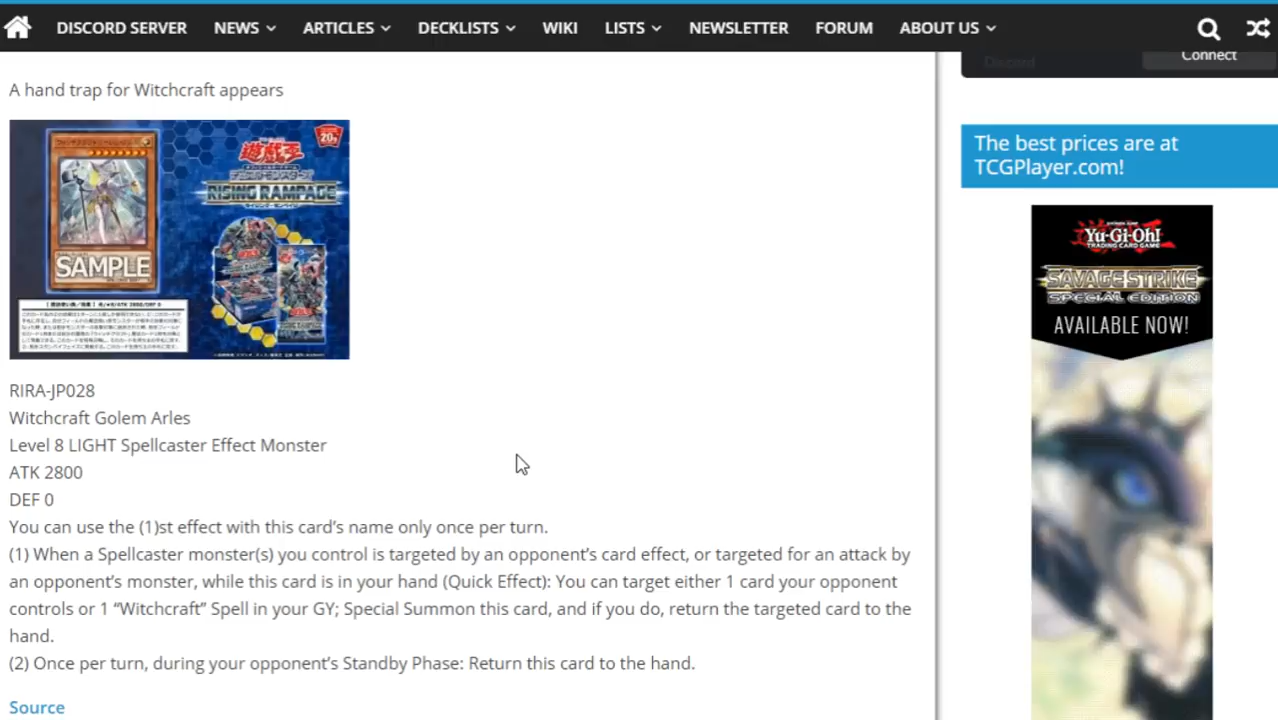 DISCORD SERVER NEWS ARTICLES DECKLISTS WIKI LISTS NEWSLETTER FORUM ABOUT US
Discord
Connect
A hand trap for Witchcraft appears
遊戯王
RISING RAMPAGE
SAMPLE
The best prices are at
TCGPlayer.com!
Yu-Gi-Oh!
TRADING CARD GAME
SAVAGE STRIKE
SPECIAL EDITION
AVAILABLE NOW!
RIRA-JP028
Witchcraft Golem Arles
Level 8 LIGHT Spellcaster Effect Monster
ATK 2800
DEF 0
You can use the (1)st effect with this card’s name only once per turn.
(1) When a Spellcaster monster(s) you control is targeted by an opponent’s card effect, or targeted for an attack by
an opponent’s monster, while this card is in your hand (Quick Effect): You can target either 1 card your opponent
controls or 1 “Witchcraft” Spell in your GY; Special Summon this card, and if you do, return the targeted card to the
hand.
(2) Once per turn, during your opponent’s Standby Phase: Return this card to the hand.
Source